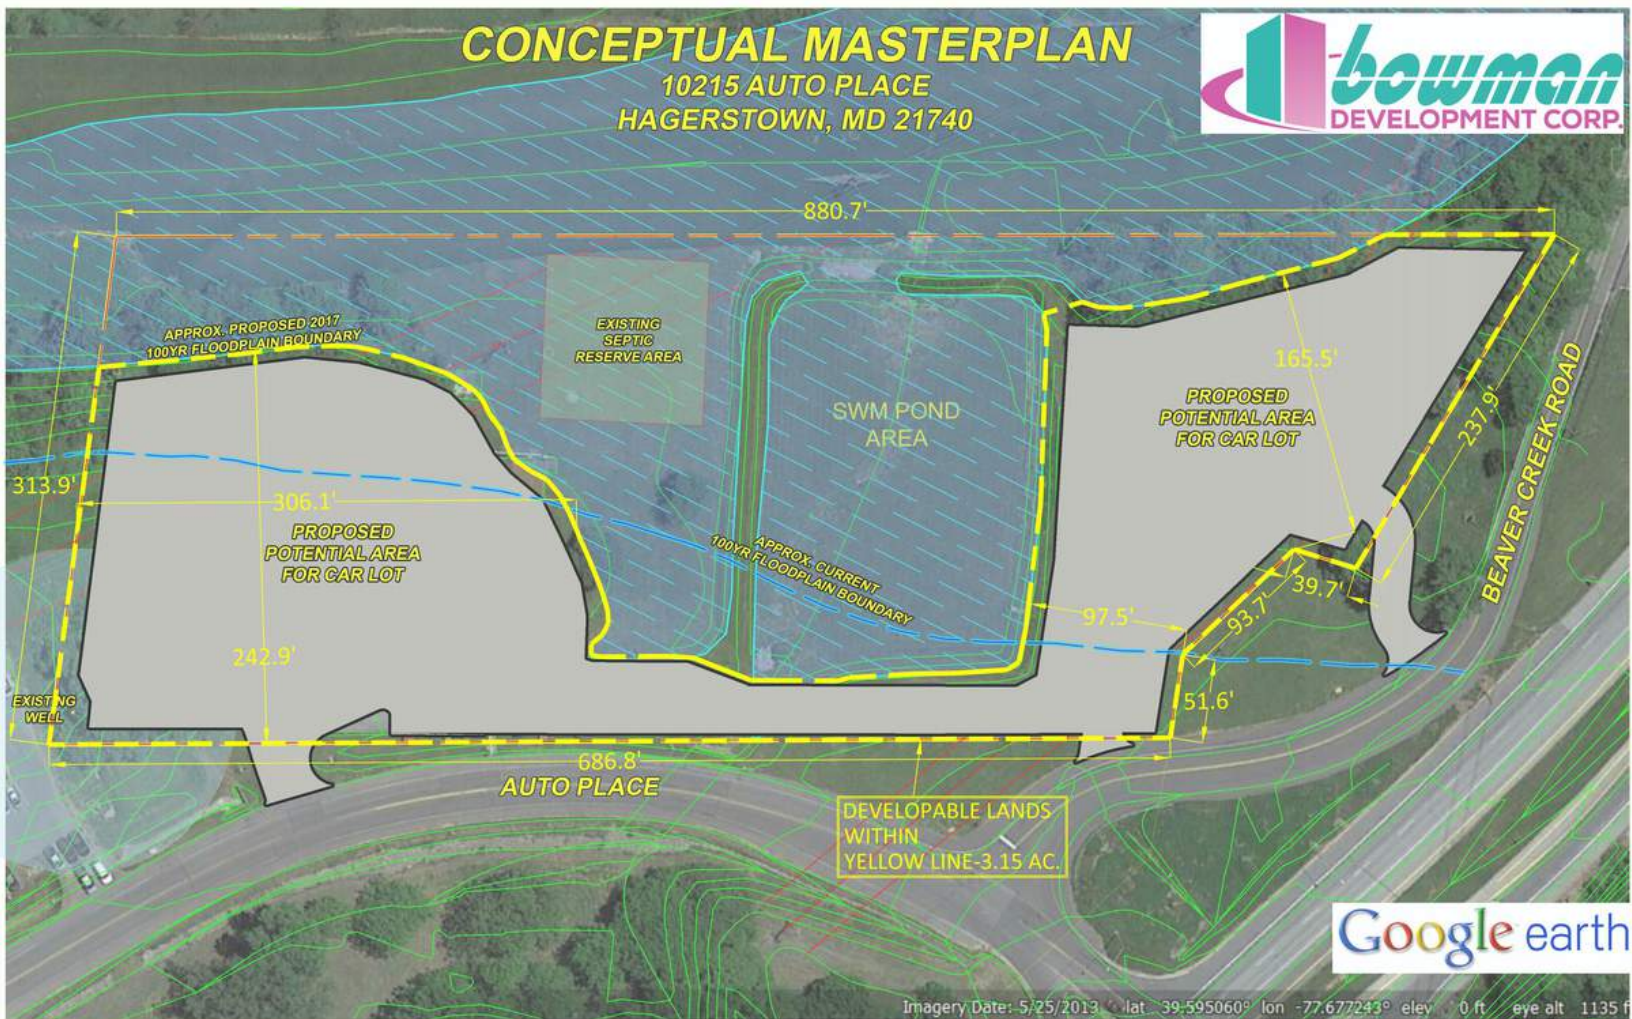 CONCEPTUAL MASTERPLAN
10215 AUTO PLACE
HAGERSTOWN, MD 21740
bowman
DEVELOPMENT CORP.
880.7'
APPROX. PROPOSED 2017
100YR FLOODPLAIN BOUNDARY
EXISTING
SEPTIC
RESERVE AREA
SWM POND
AREA
165.5'
PROPOSED
POTENTIAL AREA
FOR CAR LOT
237.9'
BEAVER CREEK ROAD
313.9'
306.1'
PROPOSED
POTENTIAL AREA
FOR CAR LOT
APPROX. CURRENT
100YR FLOODPLAIN BOUNDARY
39.7'
93.7'
97.5'
242.9'
51.6'
EXISTING
WELL
686.8'
AUTO PLACE
DEVELOPABLE LANDS
WITHIN
YELLOW LINE-3.15 AC.
Google earth
Imagery Date: 5/25/2013 lat 39.595060° lon -77.677243° elev 0 ft eye alt 1135 f